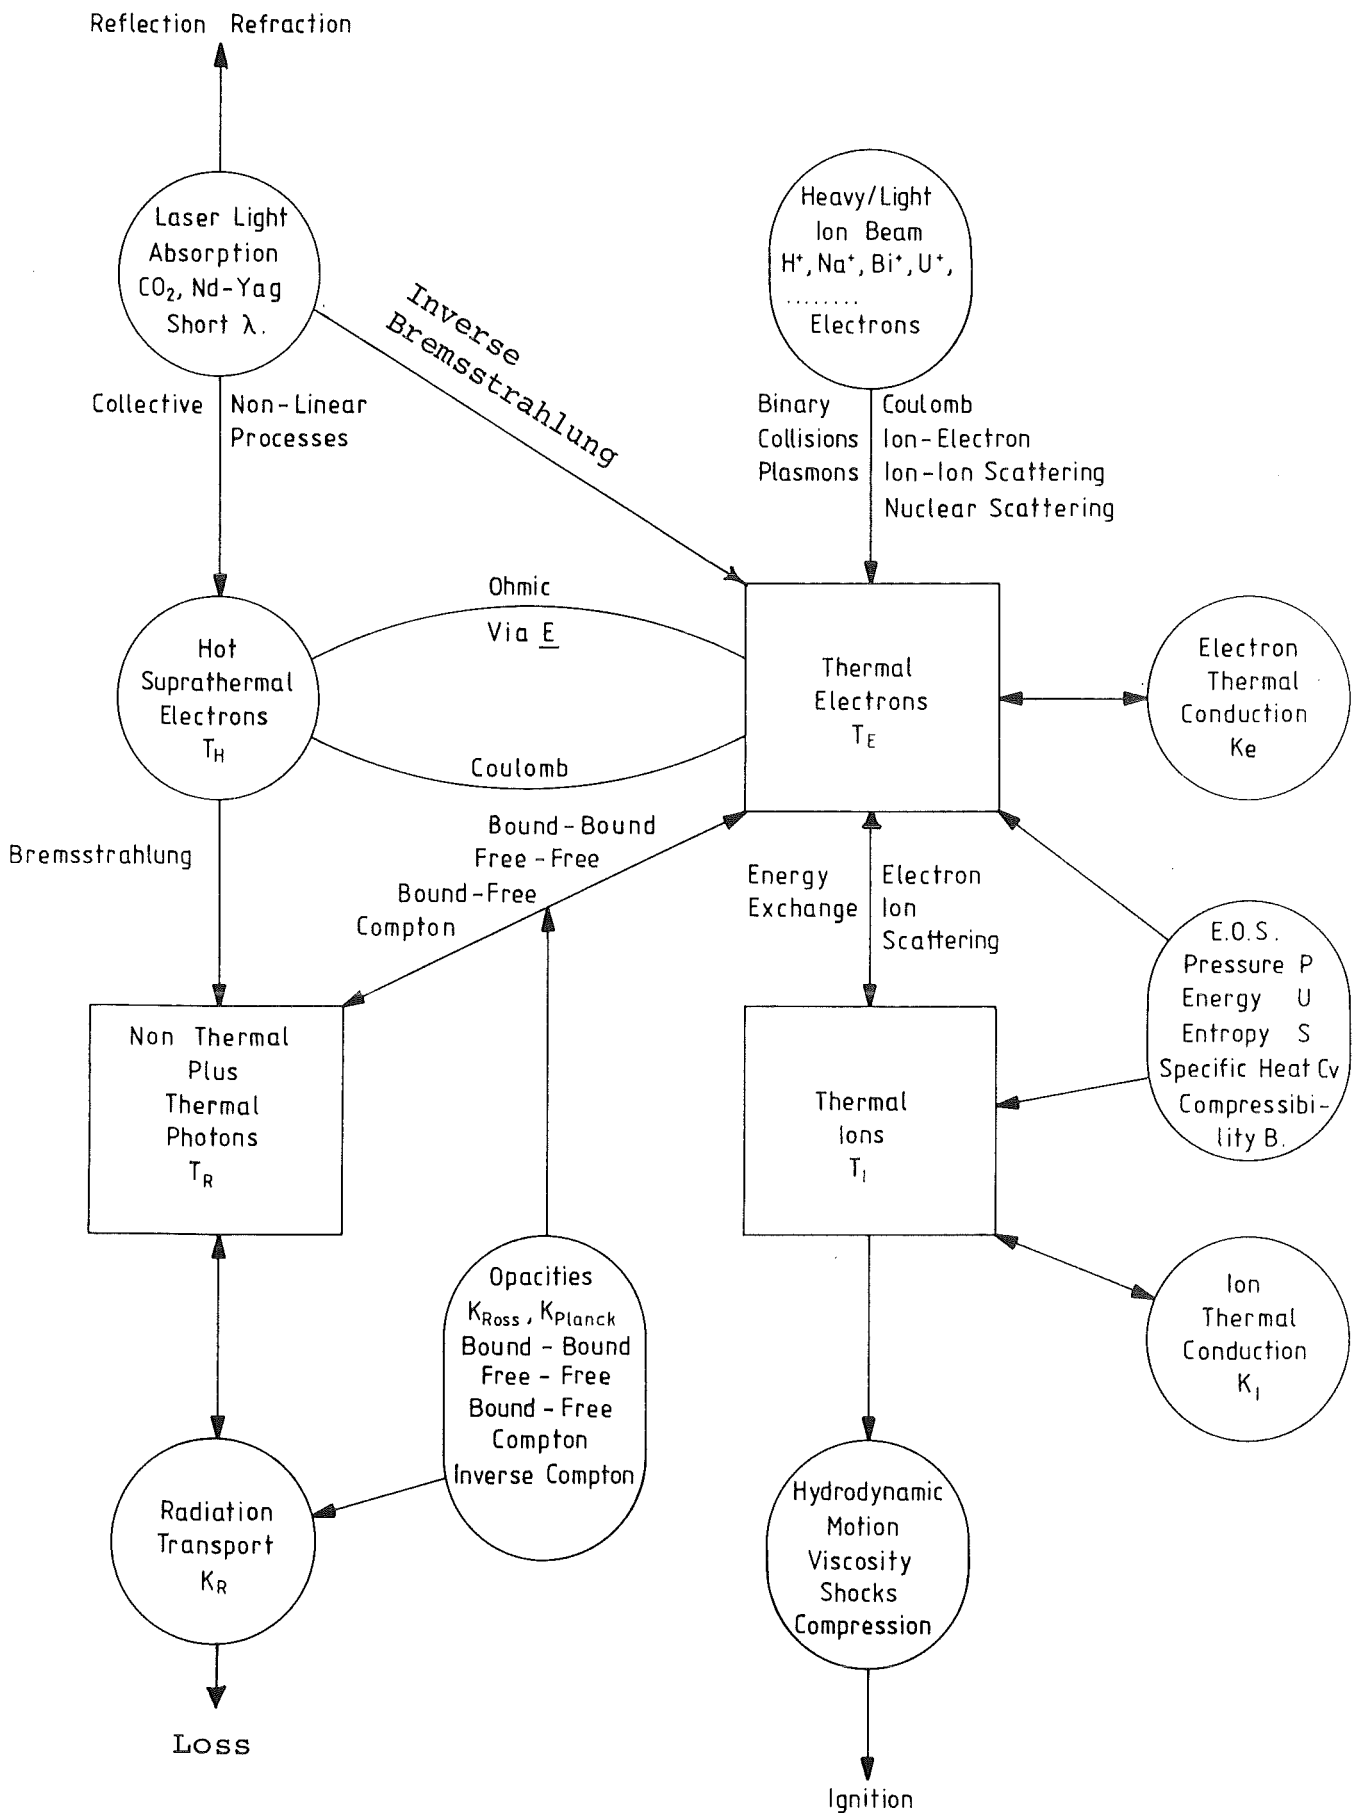 Reflection Refraction
Laser Light
Absorption
CO₂, Nd-Yag
Short λ.
Heavy/Light
Ion Beam
H⁺, Na⁺, Bi⁺, U⁺,
........
Electrons
Inverse
Bremsstrahlung
Collective
Non-Linear
Processes
Binary
Collisions
Plasmons
Coulomb
Ion-Electron
Ion-Ion Scattering
Nuclear Scattering
Ohmic
Via E
Hot
Suprathermal
Electrons
T_H
Thermal
Electrons
T_E
Electron
Thermal
Conduction
Ke
Coulomb
Bremsstrahlung
Bound-Bound
Free-Free
Bound-Free
Compton
Energy
Exchange
Electron
Ion
Scattering
E.O.S.
Pressure P
Energy U
Entropy S
Specific Heat Cv
Compressibi-
lity B.
Non Thermal
Plus
Thermal
Photons
T_R
Thermal
Ions
T_I
Opacities
K_Ross, K_Planck
Bound-Bound
Free-Free
Bound-Free
Compton
Inverse Compton
Ion
Thermal
Conduction
K_I
Radiation
Transport
K_R
Hydrodynamic
Motion
Viscosity
Shocks
Compression
Loss
Ignition